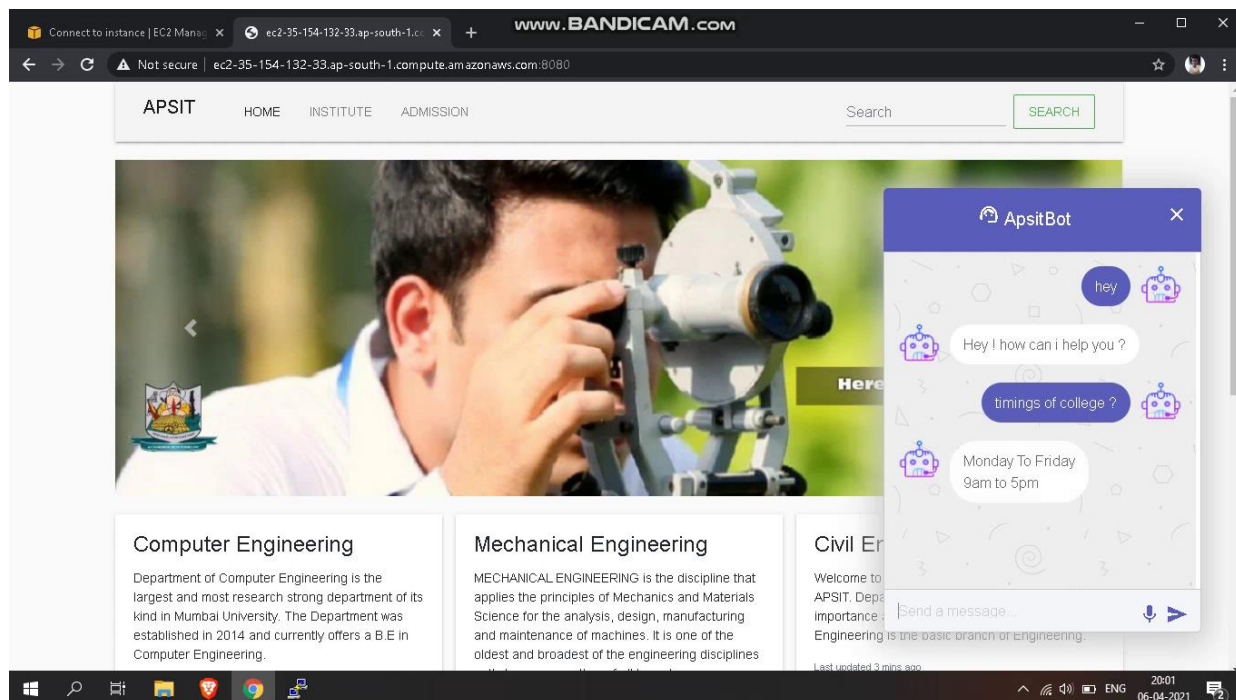 www.BANDICAM.com
Connect to instance | EC2 Manag
ec2-35-154-132-33.ap-south-1.co
Not secure | ec2-35-154-132-33.ap-south-1.compute.amazonaws.com:8080
APSIT HOME INSTITUTE ADMISSION Search SEARCH
Here
ApsitBot
hey
Hey ! how can i help you ?
timings of college ?
Monday To Friday
9am to 5pm
Send a message...
Computer Engineering
Department of Computer Engineering is the
largest and most research strong department of its
kind in Mumbai University. The Department was
established in 2014 and currently offers a B.E in
Computer Engineering.
Mechanical Engineering
MECHANICAL ENGINEERING is the discipline that
applies the principles of Mechanics and Materials
Science for the analysis, design, manufacturing
and maintenance of machines. It is one of the
oldest and broadest of the engineering disciplines
Civil Er
Welcome to
APSIT. Depa
importance
Engineering is the basic branch of Engineering.
Last updated 3 mins ago
ENG
20:01
06-04-2021
2